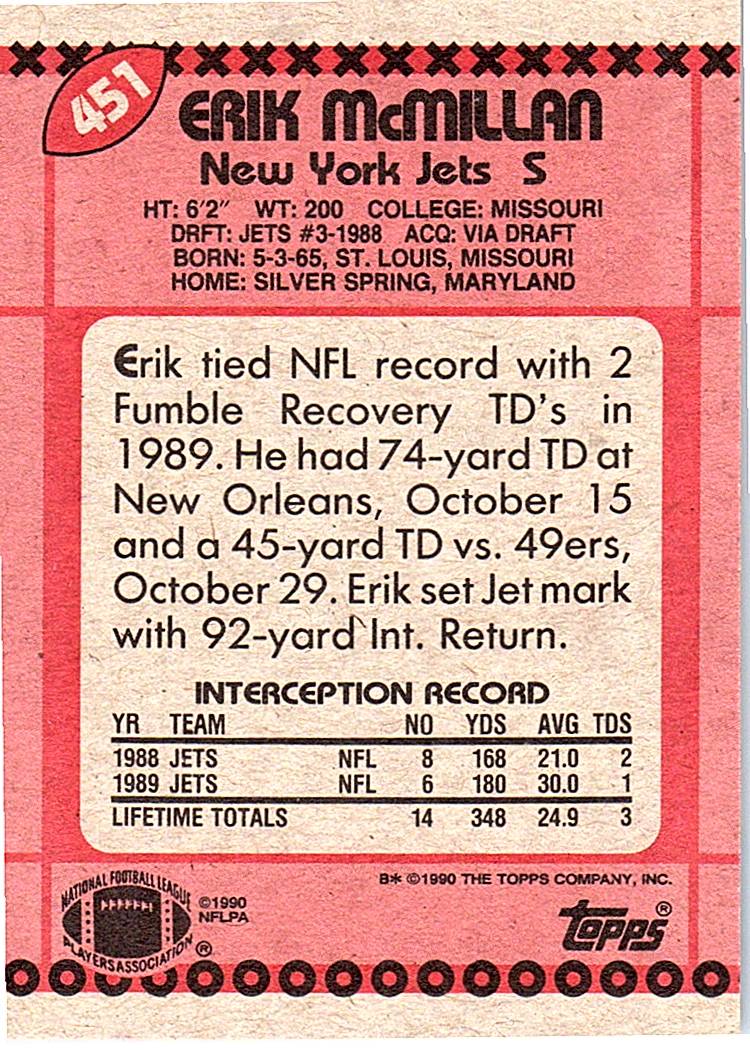 451
ERIK McMILLAN
New York Jets S
HT: 6'2" WT: 200 COLLEGE: MISSOURI
DRFT: JETS #3-1988 ACQ: VIA DRAFT
BORN: 5-3-65, ST. LOUIS, MISSOURI
HOME: SILVER SPRING, MARYLAND
Erik tied NFL record with 2
Fumble Recovery TD's in
1989. He had 74-yard TD at
New Orleans, October 15
and a 45-yard TD vs. 49ers,
October 29. Erik set Jet mark
with 92-yard Int. Return.
INTERCEPTION RECORD
YR TEAM NO YDS AVG TDS
1988 JETS NFL 8 168 21.0 2
1989 JETS NFL 6 180 30.0 1
LIFETIME TOTALS 14 348 24.9 3
B* ©1990 THE TOPPS COMPANY, INC.
NATIONAL FOOTBALL LEAGUE
PLAYERS ASSOCIATION ®
©1990
NFLPA
topps®